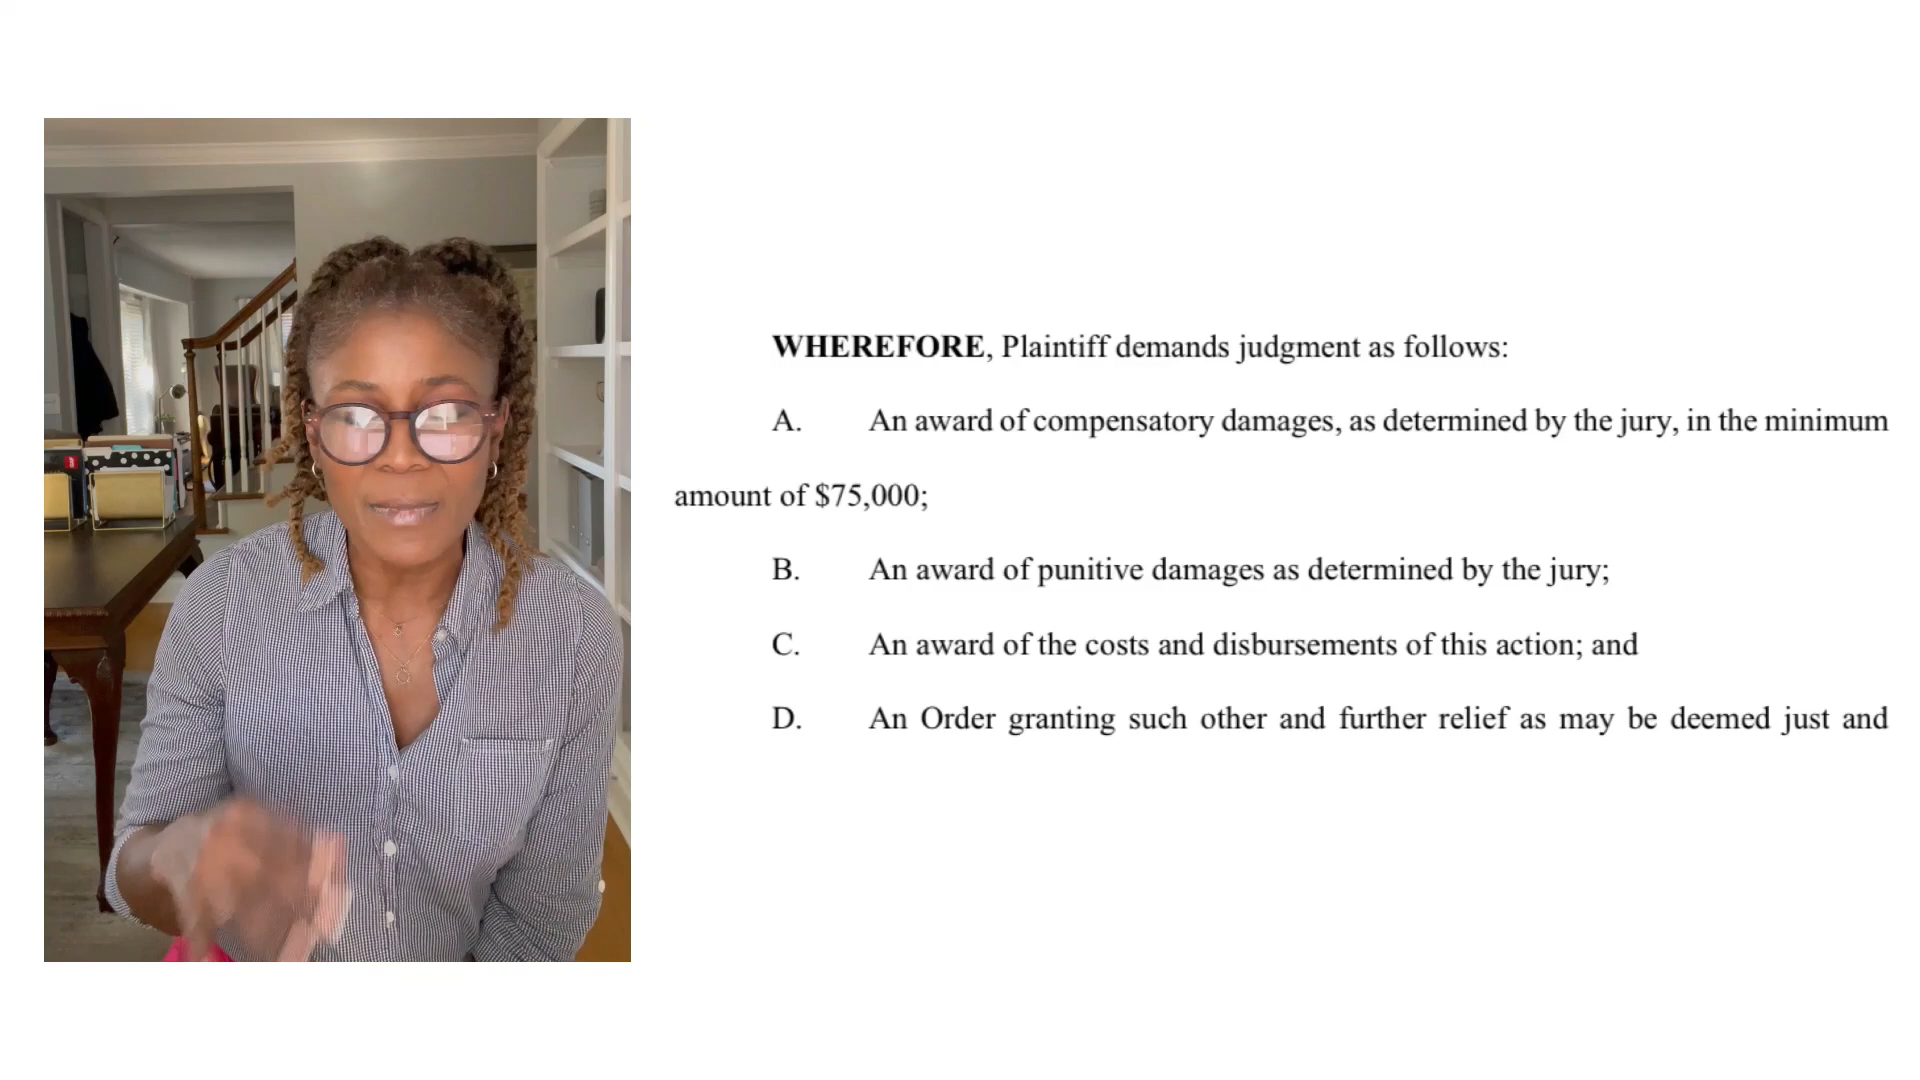 WHEREFORE, Plaintiff demands judgment as follows:
A. An award of compensatory damages, as determined by the jury, in the minimum
amount of $75,000;
B. An award of punitive damages as determined by the jury;
C. An award of the costs and disbursements of this action; and
D. An Order granting such other and further relief as may be deemed just and